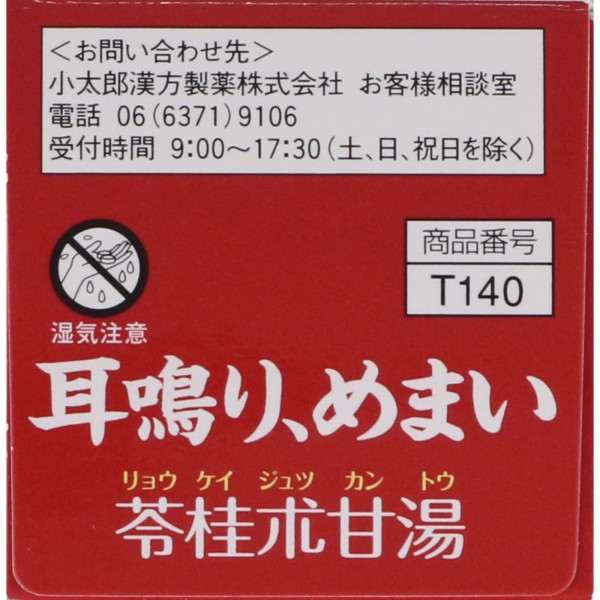 <お問い合わせ先>
小太郎漢方製薬株式会社 お客様相談室
電話 06(6371)9106
受付時間 9:00〜17:30(土、日、祝日を除く)
商品番号
T140
湿気注意
耳鳴り、めまい
リョウ ケイ ジュツ カン トウ
苓桂朮甘湯